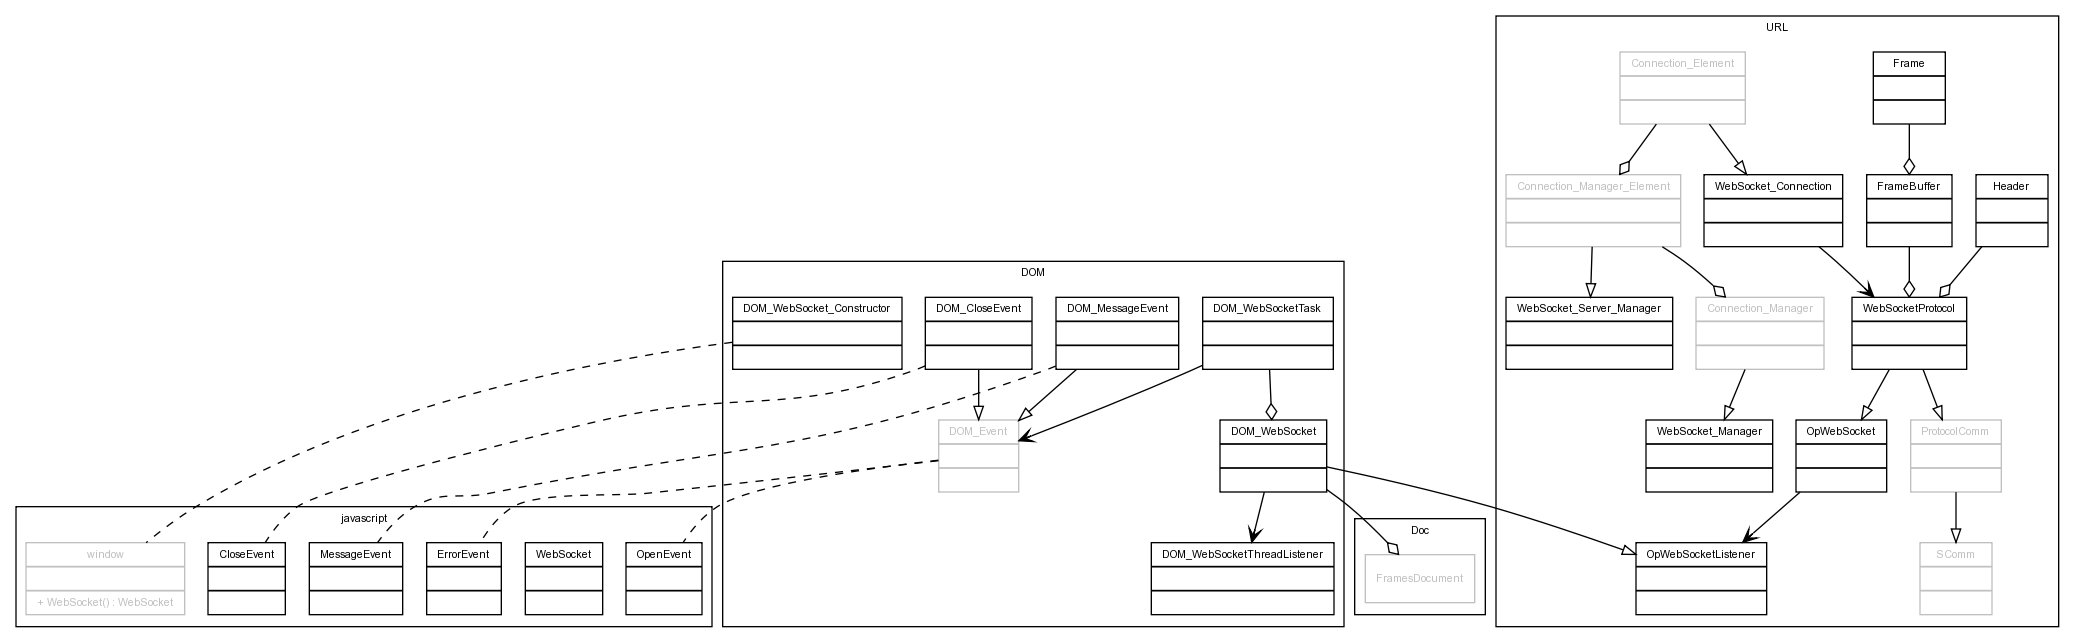 URL
Connection_Element
Frame
Connection_Manager_Element
WebSocket_Connection
FrameBuffer
Header
DOM
DOM_WebSocket_Constructor
DOM_CloseEvent
DOM_MessageEvent
DOM_WebSocketTask
WebSocket_Server_Manager
Connection_Manager
WebSocketProtocol
DOM_Event
DOM_WebSocket
WebSocket_Manager
OpWebSocket
ProtocolComm
javascript
Doc
window
+ WebSocket() : WebSocket
CloseEvent
MessageEvent
ErrorEvent
WebSocket
OpenEvent
DOM_WebSocketThreadListener
FramesDocument
OpWebSocketListener
SComm